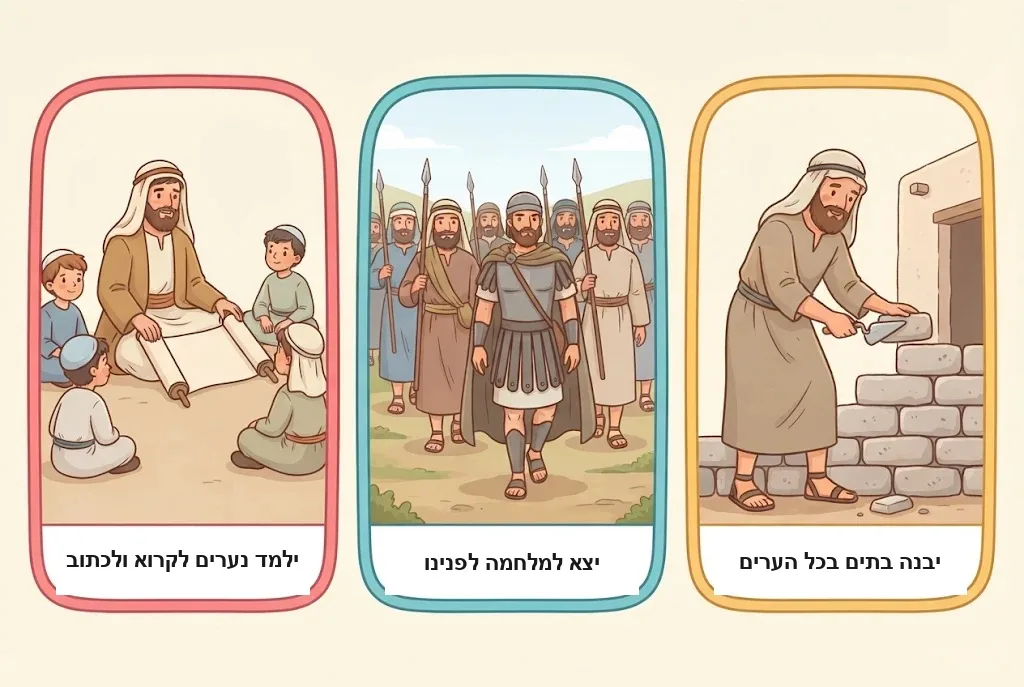 יבנה בתים בכל הערים
יצא למלחמה לפנינו
ילמד נערים לקרוא ולכתוב